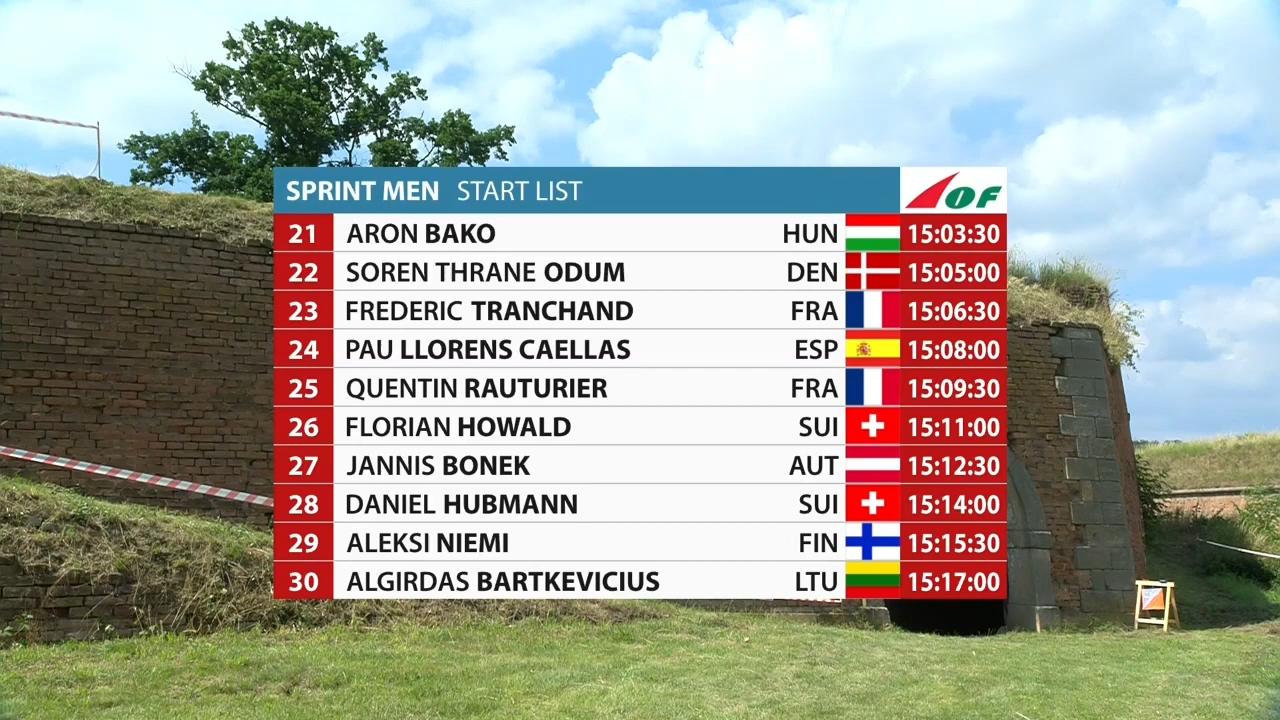 SPRINT MEN START LIST IOF
21 ARON BAKO HUN 15:03:30
22 SOREN THRANE ODUM DEN 15:05:00
23 FREDERIC TRANCHAND FRA 15:06:30
24 PAU LLORENS CAELLAS ESP 15:08:00
25 QUENTIN RAUTURIER FRA 15:09:30
26 FLORIAN HOWALD SUI 15:11:00
27 JANNIS BONEK AUT 15:12:30
28 DANIEL HUBMANN SUI 15:14:00
29 ALEKSI NIEMI FIN 15:15:30
30 ALGIRDAS BARTKEVICIUS LTU 15:17:00